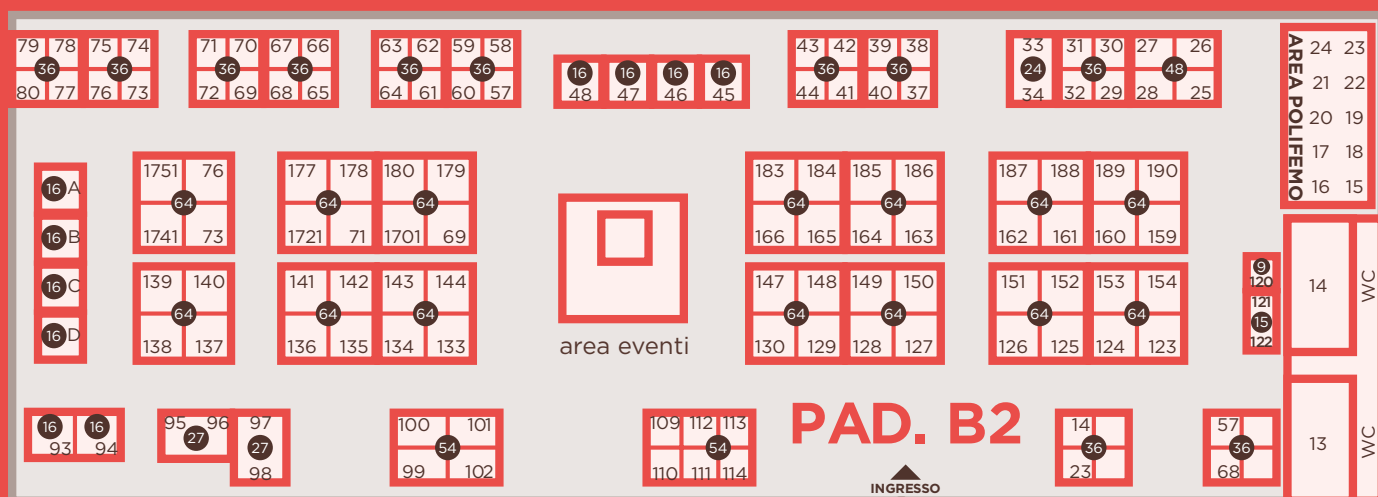 79 78 75 74 71 70 67 66 63 62 59 58 43 42 39 38 33 31 30 27 26
36 36 36 36 36 36 16 16 16 16 36 36 24 36 48
80 77 76 73 72 69 68 65 64 61 60 57 48 47 46 45 44 41 40 37 34 32 29 28 25
AREA POLIFEMO
24 23
21 22
20 19
17 18
16 15
1751 76 177 178 180 179 183 184 185 186 187 188 189 190
16 A
64 64 64 64 64 64 64
1741 73 1721 71 1701 69 166 165 164 163 162 161 160 159
16 B
139 140 141 142 143 144 147 148 149 150 151 152 153 154
16 C
64 64 64 64 64 64 64
16 D
138 137 136 135 134 133 130 129 128 127 126 125 124 123
area eventi
9
120
121
15
122
14
WC
16 16
93 94
95 96
27
97
27
98
100 101
54
99 102
109 112 113
54
110 111 114
PAD. B2
INGRESSO
14
36
23
57
36
68
13
WC